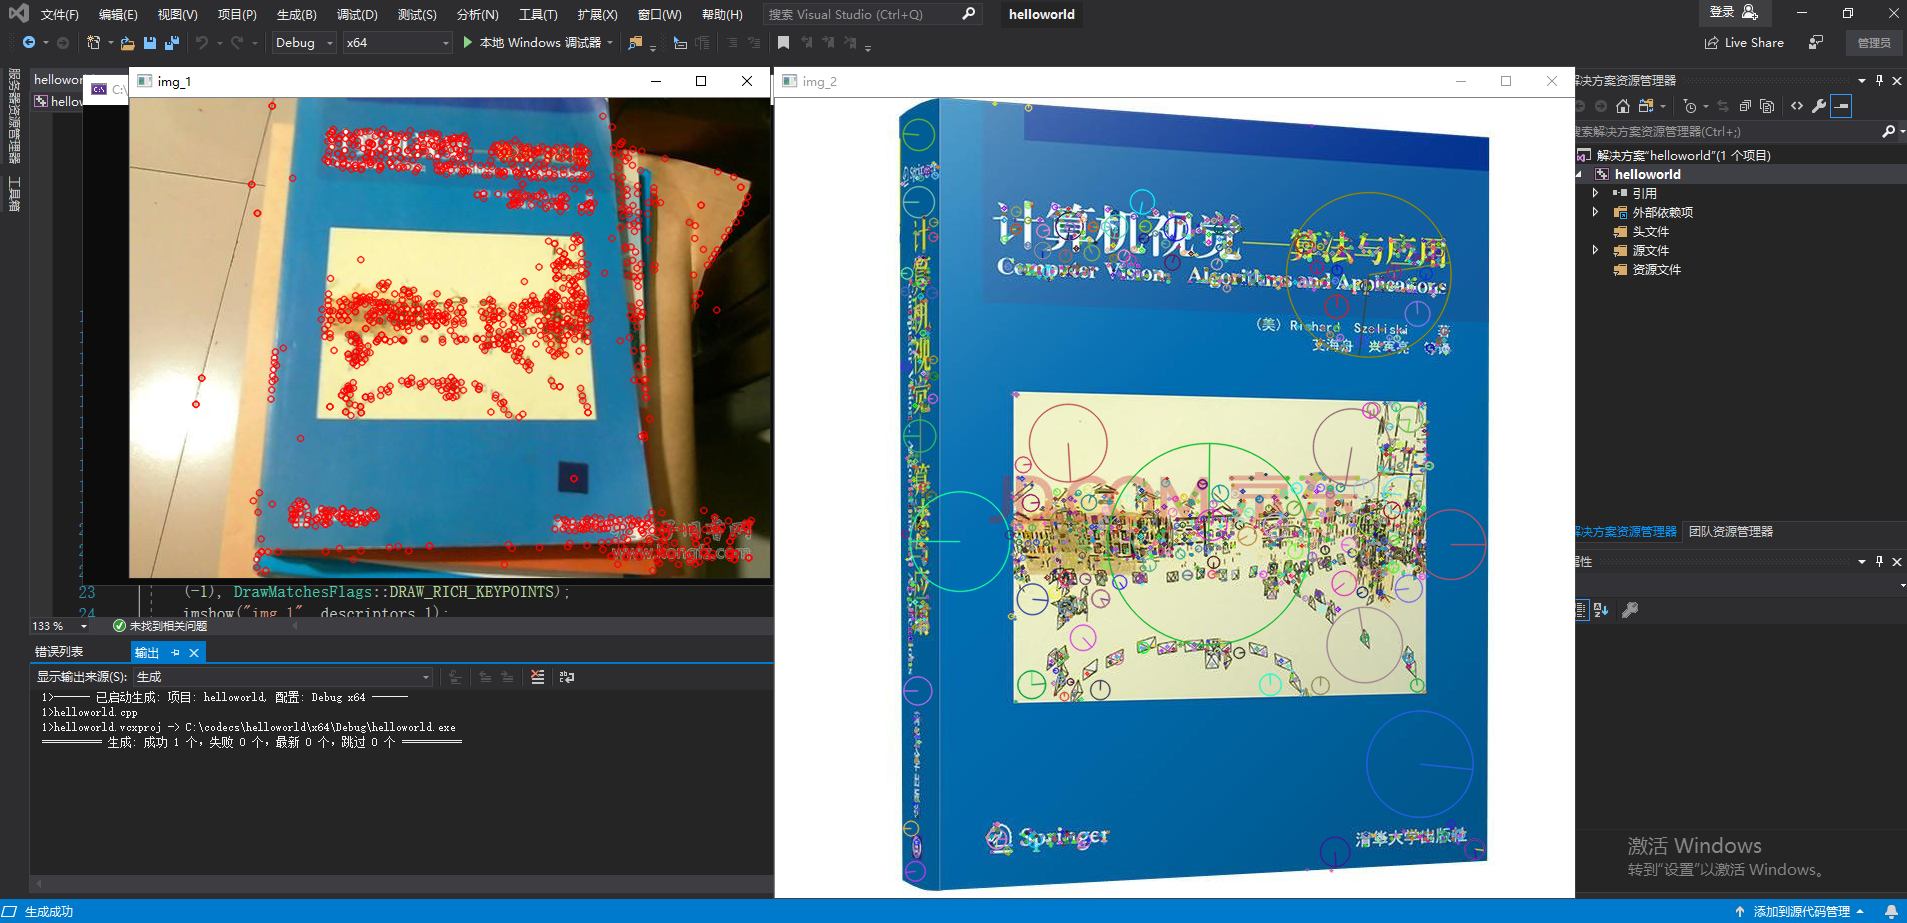 文件(F) 编辑(E) 视图(V) 项目(P) 生成(B) 调试(D) 测试(S) 分析(N) 工具(T) 扩展(X) 窗口(W) 帮助(H) 搜索 Visual Studio (Ctrl+Q) helloworld 登录
Debug x64 本地 Windows 调试器 Live Share 管理员
服务器资源管理器
工具箱
img_1
www.kongfz.com
23 (-1), DrawMatchesFlags::DRAW_RICH_KEYPOINTS);
24 imshow("img_1", descriptors_1);
133 % 未找到相关问题
错误列表 输出
显示输出来源(S): 生成
1>—— 已启动生成: 项目: helloworld, 配置: Debug x64 ——
1>helloworld.cpp
1>helloworld.vcxproj -> C:\codecs\helloworld\x64\Debug\helloworld.exe
========== 生成: 成功 1 个，失败 0 个，最新 0 个，跳过 0 个 ==========
img_2
计算机视觉 — 算法与应用
Computer Vision: Algorithms and Applications
(美) Richard Szeliski 著
艾海舟 兴军亮 等译
Springer
清华大学出版社
解决方案资源管理器
搜索解决方案资源管理器(Ctrl+;)
解决方案"helloworld"(1 个项目)
helloworld
引用
外部依赖项
头文件
源文件
资源文件
解决方案资源管理器 团队资源管理器
属性
激活 Windows
转到"设置"以激活 Windows。
生成成功 添加到源代码管理